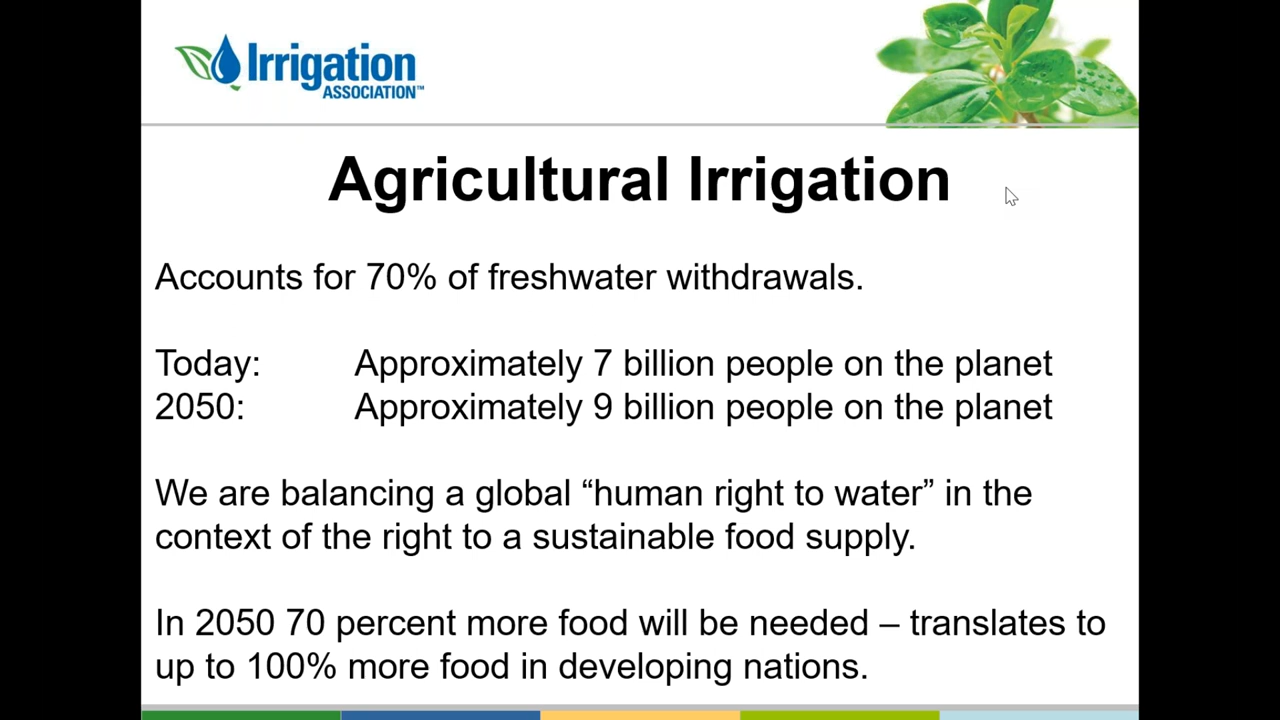 Irrigation
ASSOCIATION™
Agricultural Irrigation
Accounts for 70% of freshwater withdrawals.
Today: Approximately 7 billion people on the planet
2050: Approximately 9 billion people on the planet
We are balancing a global “human right to water” in the
context of the right to a sustainable food supply.
In 2050 70 percent more food will be needed – translates to
up to 100% more food in developing nations.